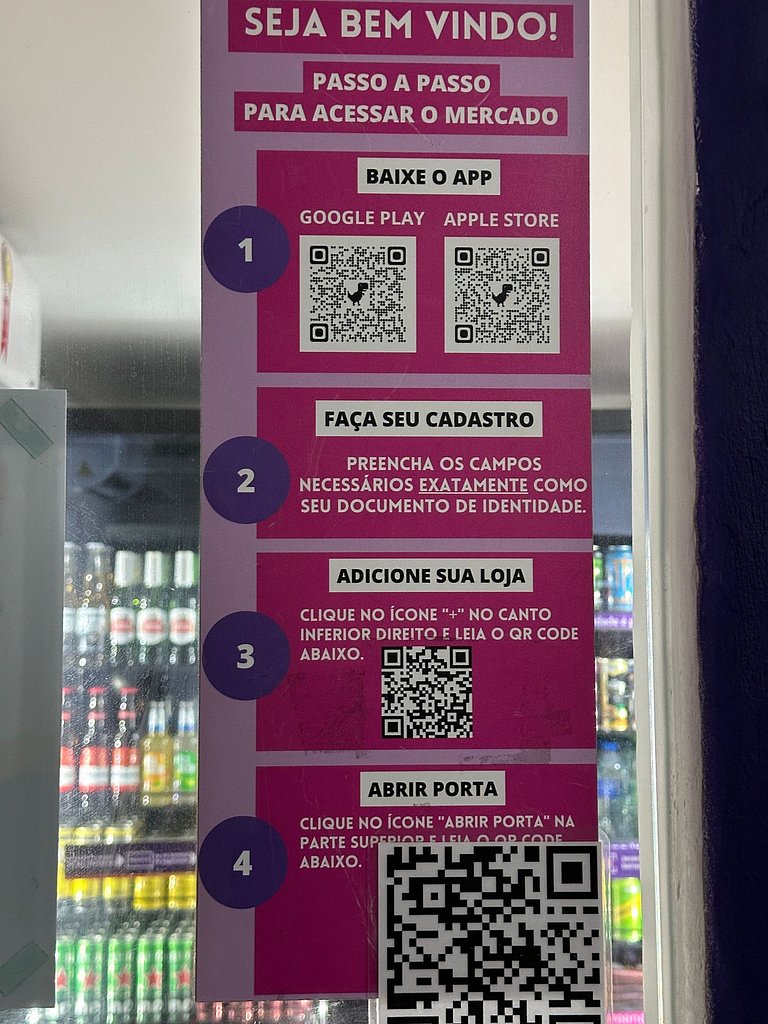 SEJA BEM VINDO!
PASSO A PASSO
PARA ACESSAR O MERCADO
1
BAIXE O APP
GOOGLE PLAY
APPLE STORE
2
FAÇA SEU CADASTRO
PREENCHA OS CAMPOS
NECESSÁRIOS EXATAMENTE COMO
SEU DOCUMENTO DE IDENTIDADE.
3
ADICIONE SUA LOJA
CLIQUE NO ÍCONE "+" NO CANTO
INFERIOR DIREITO E LEIA O QR CODE
ABAIXO.
4
ABRIR PORTA
CLIQUE NO ÍCONE "ABRIR PORTA" NA
PARTE SUPERIOR E LEIA O QR CODE
ABAIXO.